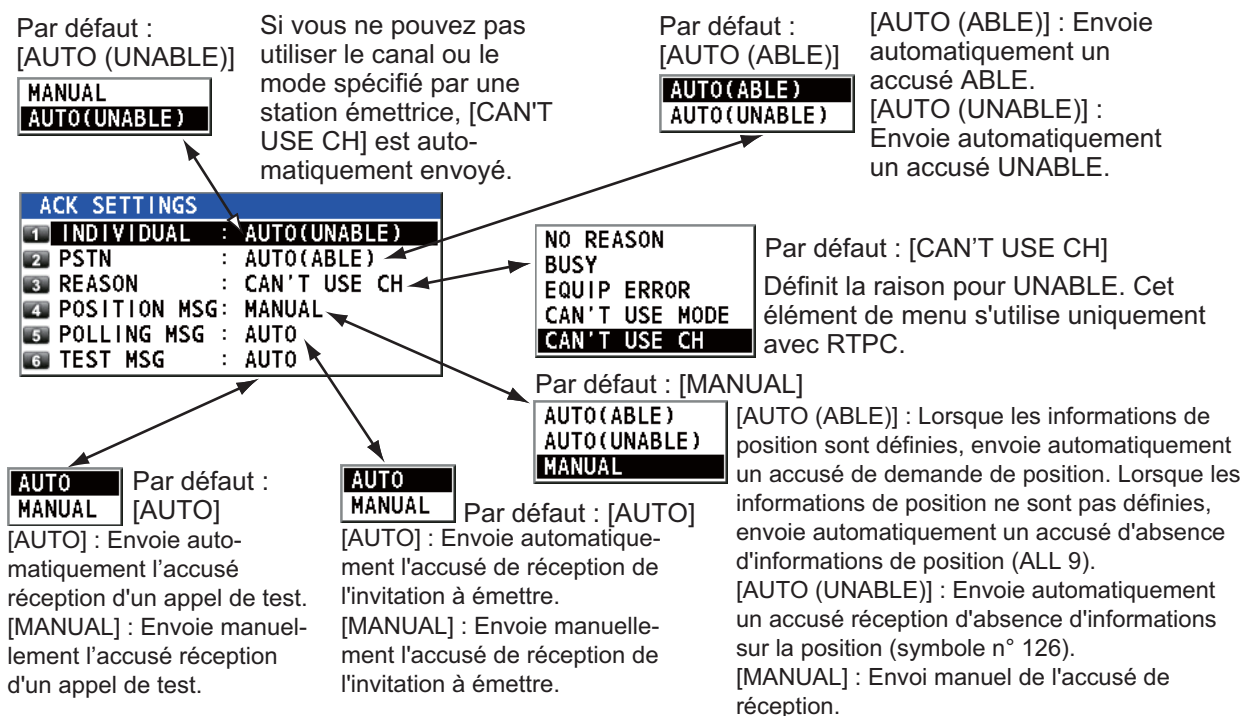 Par défaut :
[AUTO (UNABLE)]
MANUAL
AUTO(UNABLE)
Si vous ne pouvez pas
utiliser le canal ou le
mode spécifié par une
station émettrice, [CAN'T
USE CH] est auto-
matiquement envoyé.
Par défaut :
[AUTO (ABLE)]
AUTO(ABLE)
AUTO(UNABLE)
[AUTO (ABLE)] : Envoie
automatiquement un
accusé ABLE.
[AUTO (UNABLE)] :
Envoie automatiquement
un accusé UNABLE.
ACK SETTINGS
1 INDIVIDUAL : AUTO(UNABLE)
2 PSTN : AUTO(ABLE)
3 REASON : CAN'T USE CH
4 POSITION MSG: MANUAL
5 POLLING MSG : AUTO
6 TEST MSG : AUTO
NO REASON
BUSY
EQUIP ERROR
CAN'T USE MODE
CAN'T USE CH
Par défaut : [CAN’T USE CH]
Définit la raison pour UNABLE. Cet
élément de menu s'utilise uniquement
avec RTPC.
Par défaut : [MANUAL]
AUTO(ABLE)
AUTO(UNABLE)
MANUAL
[AUTO (ABLE)] : Lorsque les informations de
position sont définies, envoie automatiquement
un accusé de demande de position. Lorsque les
informations de position ne sont pas définies,
envoie automatiquement un accusé d'absence
d'informations de position (ALL 9).
[AUTO (UNABLE)] : Envoie automatiquement
un accusé réception d'absence d'informations
sur la position (symbole n° 126).
[MANUAL] : Envoi manuel de l'accusé de
réception.
AUTO
MANUAL
Par défaut :
[AUTO]
[AUTO] : Envoie auto-
matiquement l’accusé
réception d'un appel de test.
[MANUAL] : Envoie manuel-
lement l’accusé réception
d'un appel de test.
AUTO
MANUAL
Par défaut : [AUTO]
[AUTO] : Envoie automatique-
ment l'accusé de réception de
l'invitation à émettre.
[MANUAL] : Envoie manuelle-
ment l'accusé de réception de
l'invitation à émettre.